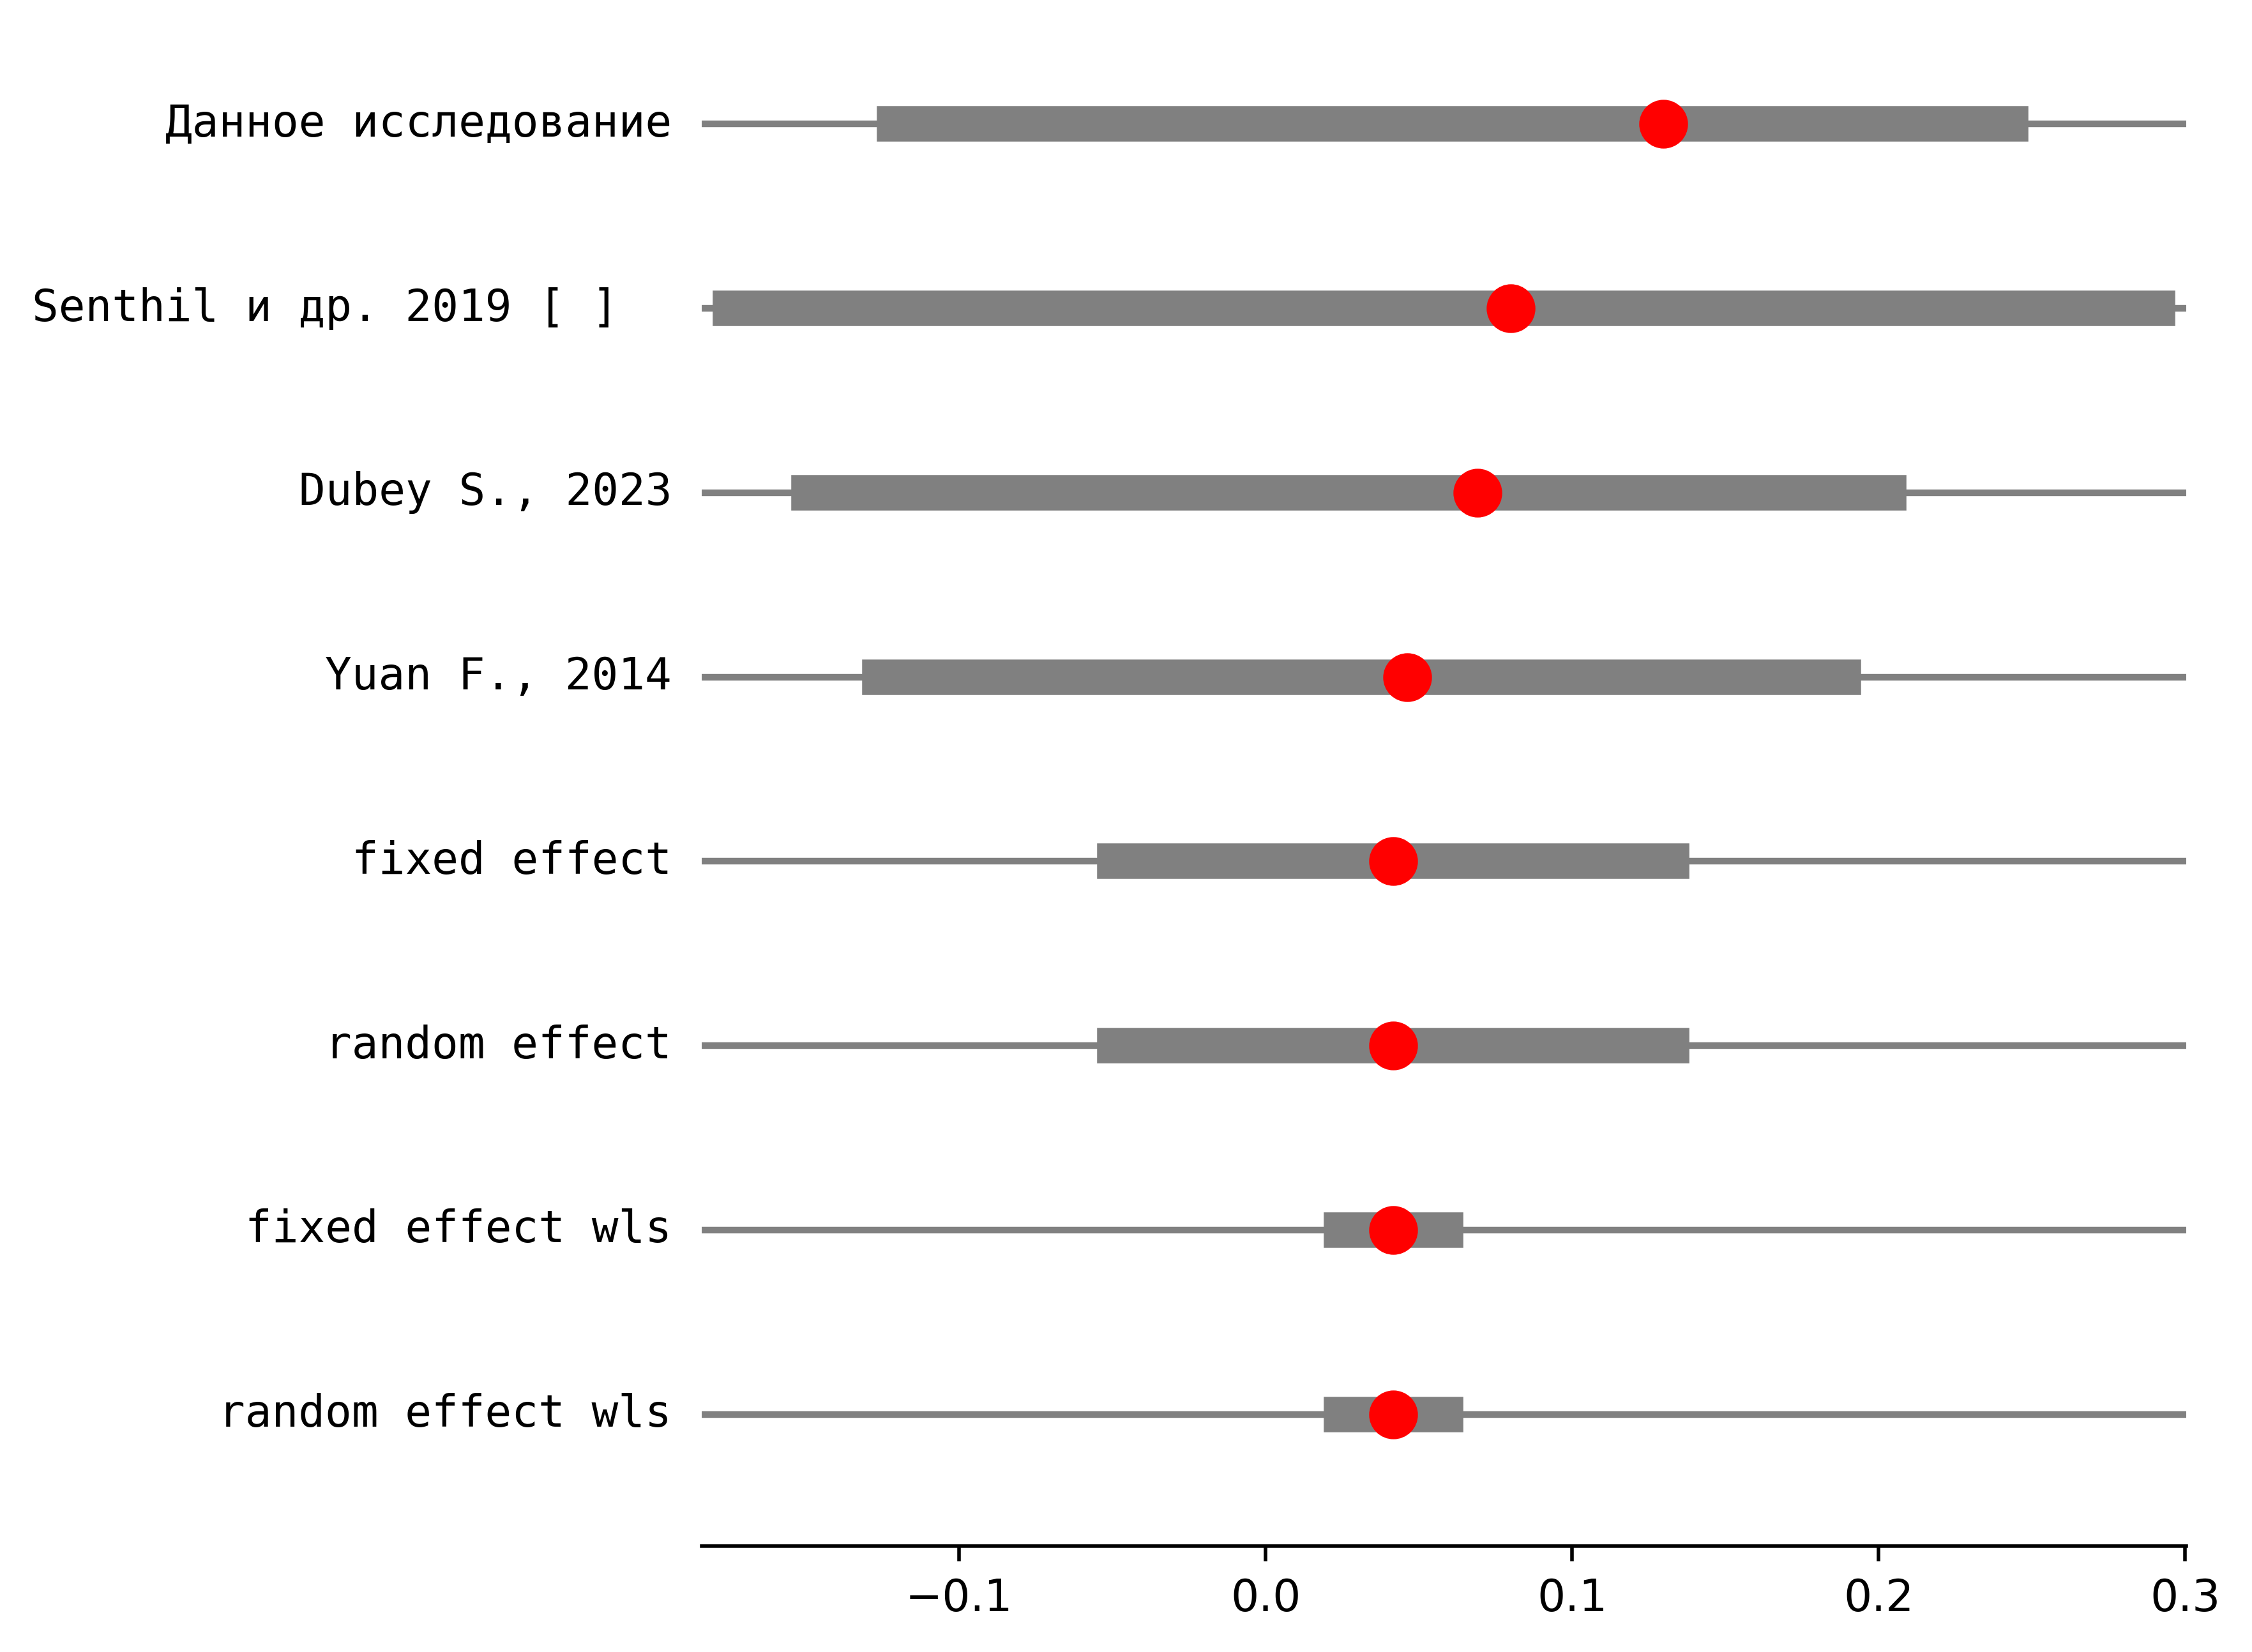 Данное исследование
Senthil и др. 2019 [ ]
Dubey S., 2023
Yuan F., 2014
fixed effect
random effect
fixed effect wls
random effect wls
−0.1 0.0 0.1 0.2 0.3